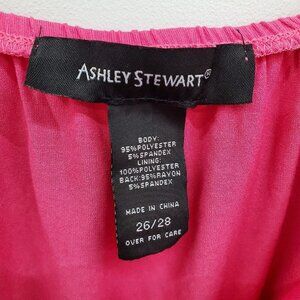 ASHLEY STEWART®
BODY:
95%POLYESTER
5%SPANDEX
LINING:
100%POLYESTER
BACK:95%RAYON
5%SPANDEX
MADE IN CHINA
26/28
OVER FOR CARE